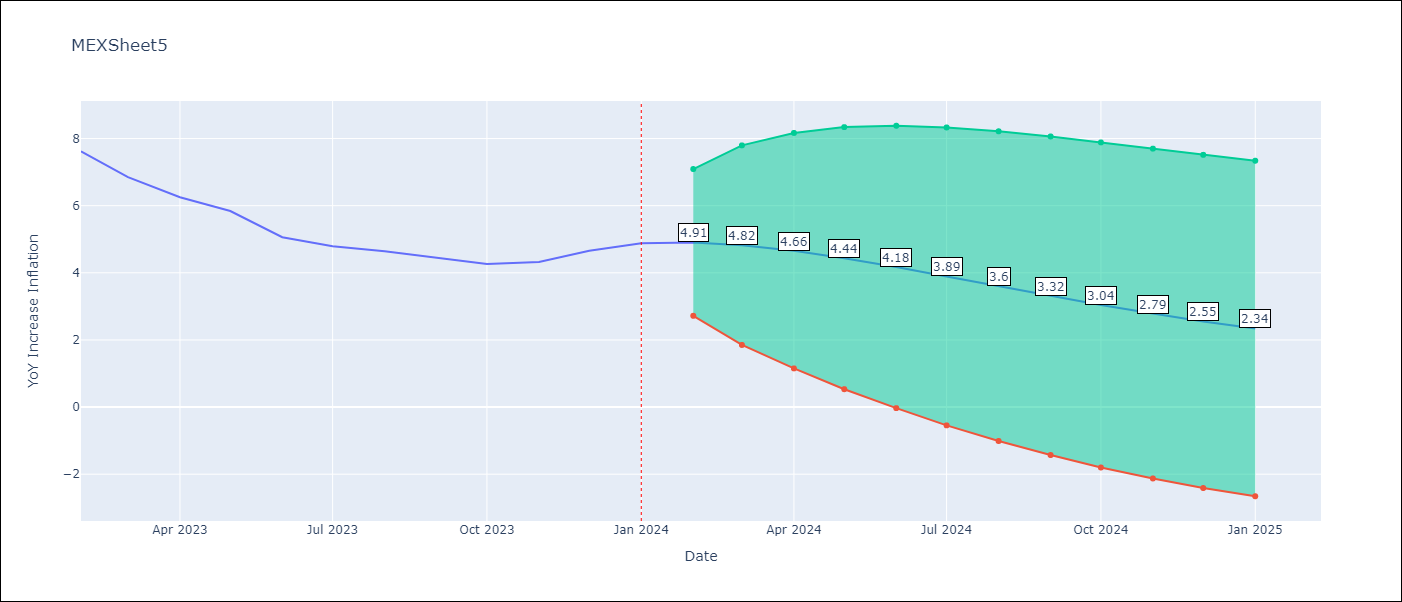 MEXSheet5
YoY Increase Inflation
8
6
4
2
0
−2
4.91
4.82
4.66
4.44
4.18
3.89
3.6
3.32
3.04
2.79
2.55
2.34
Apr 2023
Jul 2023
Oct 2023
Jan 2024
Apr 2024
Jul 2024
Oct 2024
Jan 2025
Date